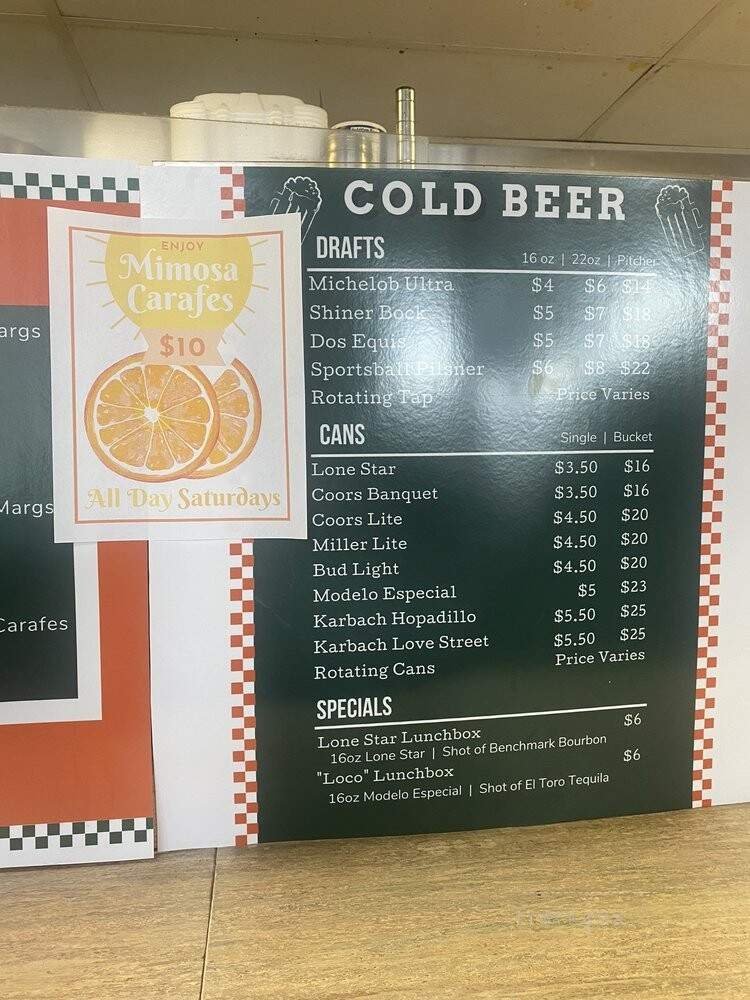 args
Margs
Carafes
ENJOY
Mimosa
Carafes
$10
All Day Saturdays
COLD BEER
DRAFTS 16 oz | 22oz | Pitcher
Michelob Ultra $4 $6 $14
Shiner Bock $5 $7 $18
Dos Equis $5 $7 $18
Sportsball Pilsner $6 $8 $22
Rotating Tap Price Varies
CANS Single | Bucket
Lone Star $3.50 $16
Coors Banquet $3.50 $16
Coors Lite $4.50 $20
Miller Lite $4.50 $20
Bud Light $4.50 $20
Modelo Especial $5 $23
Karbach Hopadillo $5.50 $25
Karbach Love Street $5.50 $25
Rotating Cans Price Varies
SPECIALS
Lone Star Lunchbox $6
16oz Lone Star | Shot of Benchmark Bourbon
"Loco" Lunchbox $6
16oz Modelo Especial | Shot of El Toro Tequila